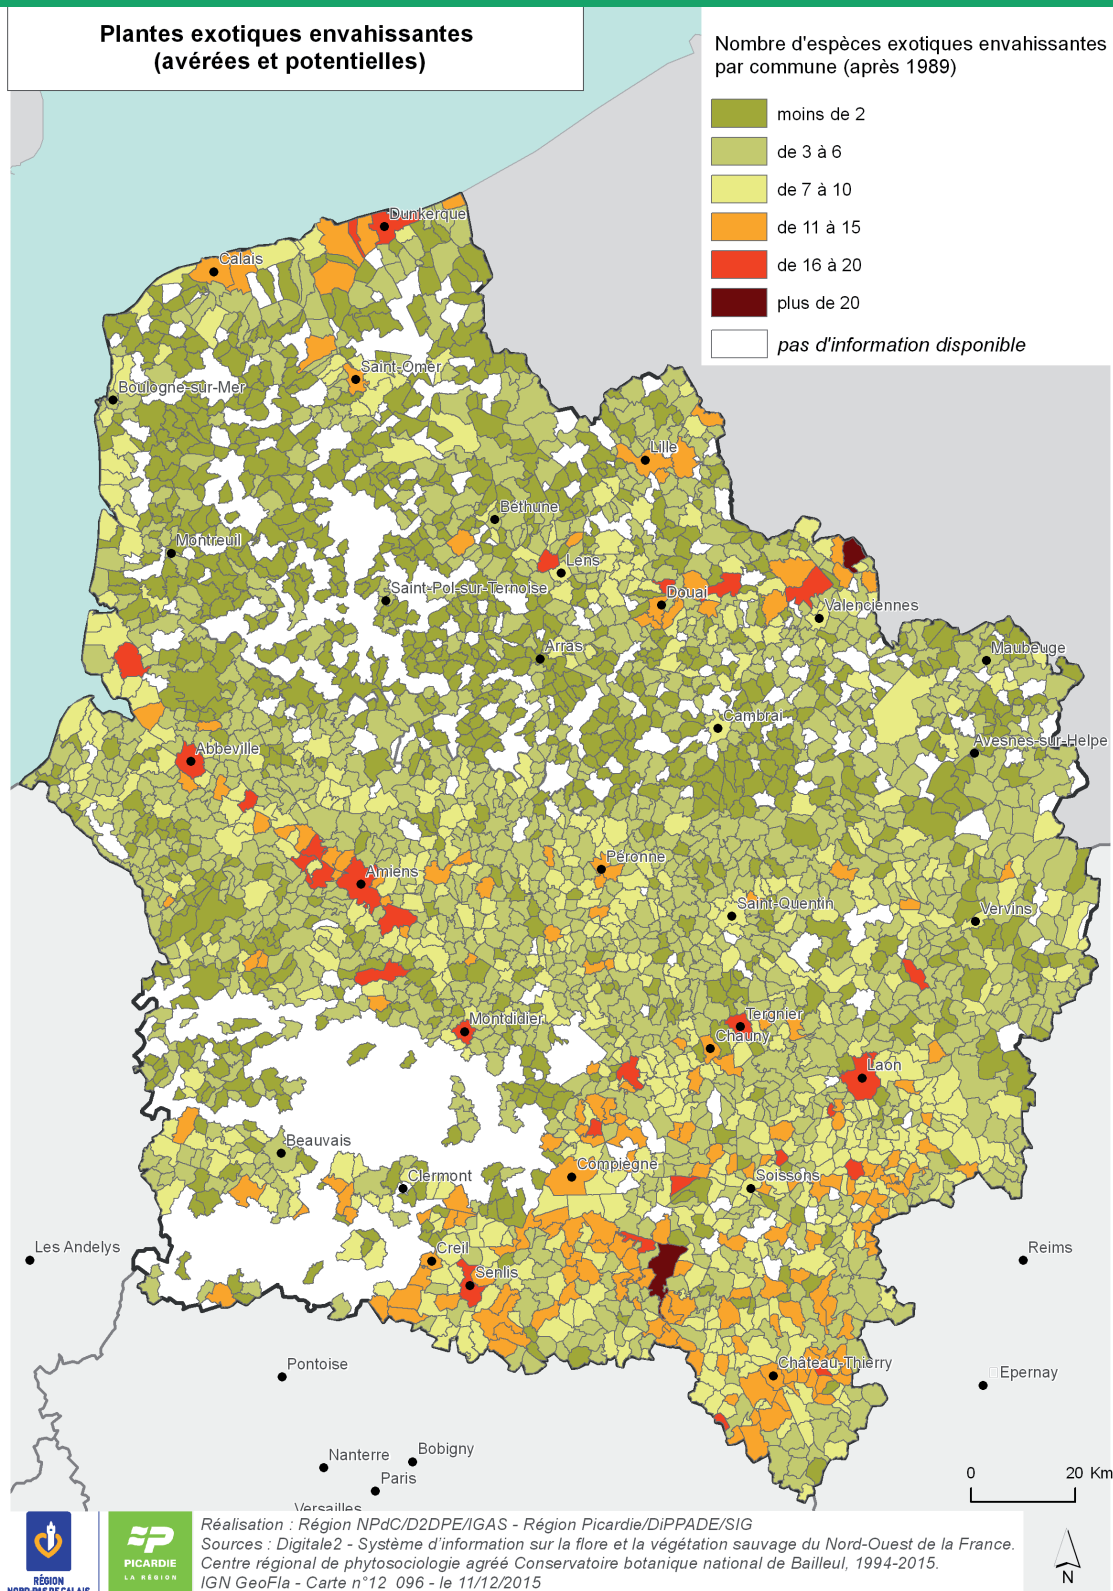 Plantes exotiques envahissantes
(avérées et potentielles)
Nombre d'espèces exotiques envahissantes
par commune (après 1989)
moins de 2
de 3 à 6
de 7 à 10
de 11 à 15
de 16 à 20
plus de 20
pas d'information disponible
Dunkerque
Calais
Saint-Omer
Boulogne-sur-Mer
Lille
Béthune
Montreuil
Lens
Saint-Pol-sur-Ternoise
Douai
Valenciennes
Arras
Maubeuge
Cambrai
Avesnes-sur-Helpe
Abbeville
Péronne
Amiens
Saint-Quentin
Vervins
Montdidier
Tergnier
Chauny
Laon
Beauvais
Compiègne
Clermont
Soissons
Les Andelys
Creil
Reims
Senlis
Pontoise
Château-Thierry
Epernay
Nanterre
Bobigny
Paris
Versailles
0 20 Km
N
RÉGION
NORD-PAS DE CALAIS
PICARDIE
LA RÉGION
Réalisation : Région NPdC/D2DPE/IGAS - Région Picardie/DiPPADE/SIG
Sources : Digitale2 - Système d'information sur la flore et la végétation sauvage du Nord-Ouest de la France.
Centre régional de phytosociologie agréé Conservatoire botanique national de Bailleul, 1994-2015.
IGN GeoFla - Carte n°12_096 - le 11/12/2015